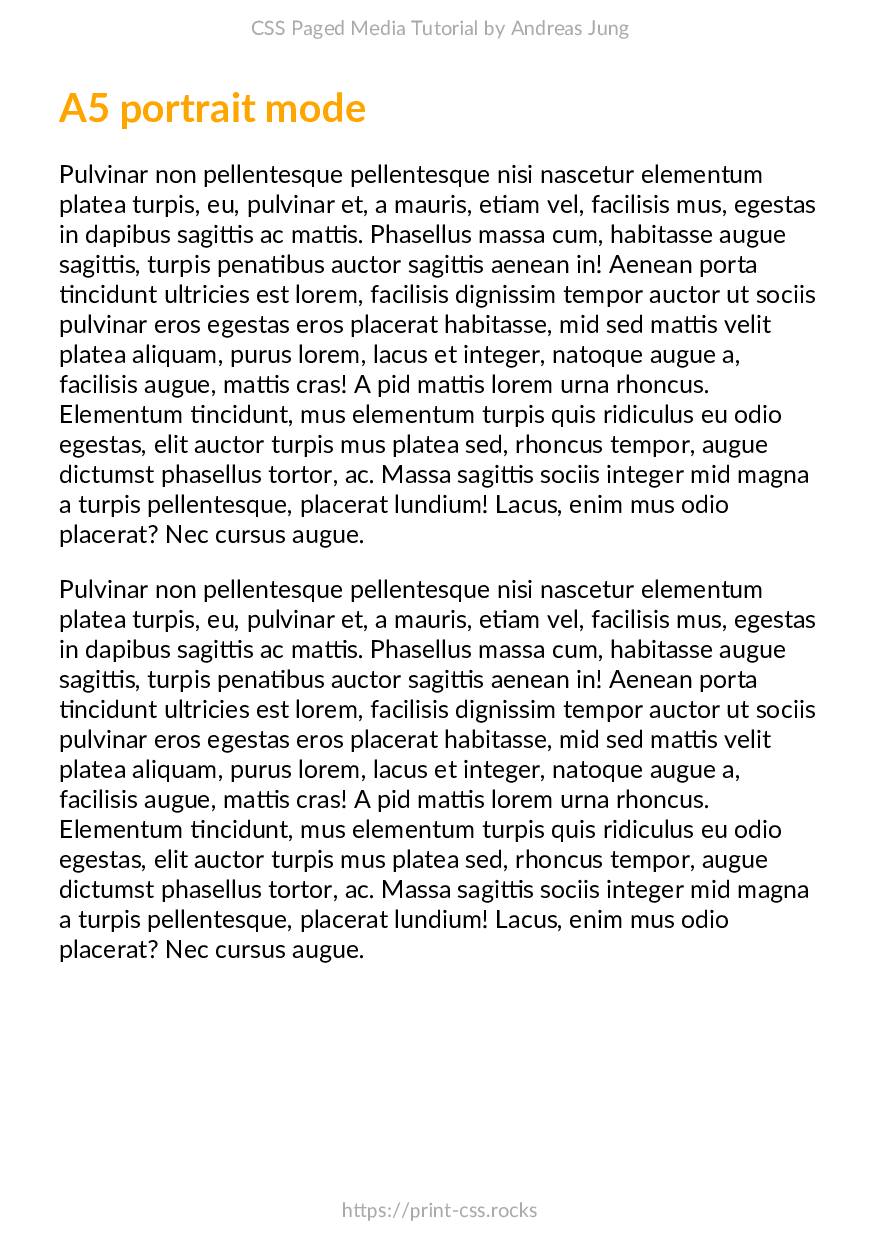 CSS Paged Media Tutorial by Andreas Jung
A5 portrait mode
Pulvinar non pellentesque pellentesque nisi nascetur elementum
platea turpis, eu, pulvinar et, a mauris, etiam vel, facilisis mus, egestas
in dapibus sagittis ac mattis. Phasellus massa cum, habitasse augue
sagittis, turpis penatibus auctor sagittis aenean in! Aenean porta
tincidunt ultricies est lorem, facilisis dignissim tempor auctor ut sociis
pulvinar eros egestas eros placerat habitasse, mid sed mattis velit
platea aliquam, purus lorem, lacus et integer, natoque augue a,
facilisis augue, mattis cras! A pid mattis lorem urna rhoncus.
Elementum tincidunt, mus elementum turpis quis ridiculus eu odio
egestas, elit auctor turpis mus platea sed, rhoncus tempor, augue
dictumst phasellus tortor, ac. Massa sagittis sociis integer mid magna
a turpis pellentesque, placerat lundium! Lacus, enim mus odio
placerat? Nec cursus augue.
Pulvinar non pellentesque pellentesque nisi nascetur elementum
platea turpis, eu, pulvinar et, a mauris, etiam vel, facilisis mus, egestas
in dapibus sagittis ac mattis. Phasellus massa cum, habitasse augue
sagittis, turpis penatibus auctor sagittis aenean in! Aenean porta
tincidunt ultricies est lorem, facilisis dignissim tempor auctor ut sociis
pulvinar eros egestas eros placerat habitasse, mid sed mattis velit
platea aliquam, purus lorem, lacus et integer, natoque augue a,
facilisis augue, mattis cras! A pid mattis lorem urna rhoncus.
Elementum tincidunt, mus elementum turpis quis ridiculus eu odio
egestas, elit auctor turpis mus platea sed, rhoncus tempor, augue
dictumst phasellus tortor, ac. Massa sagittis sociis integer mid magna
a turpis pellentesque, placerat lundium! Lacus, enim mus odio
placerat? Nec cursus augue.
https://print-css.rocks